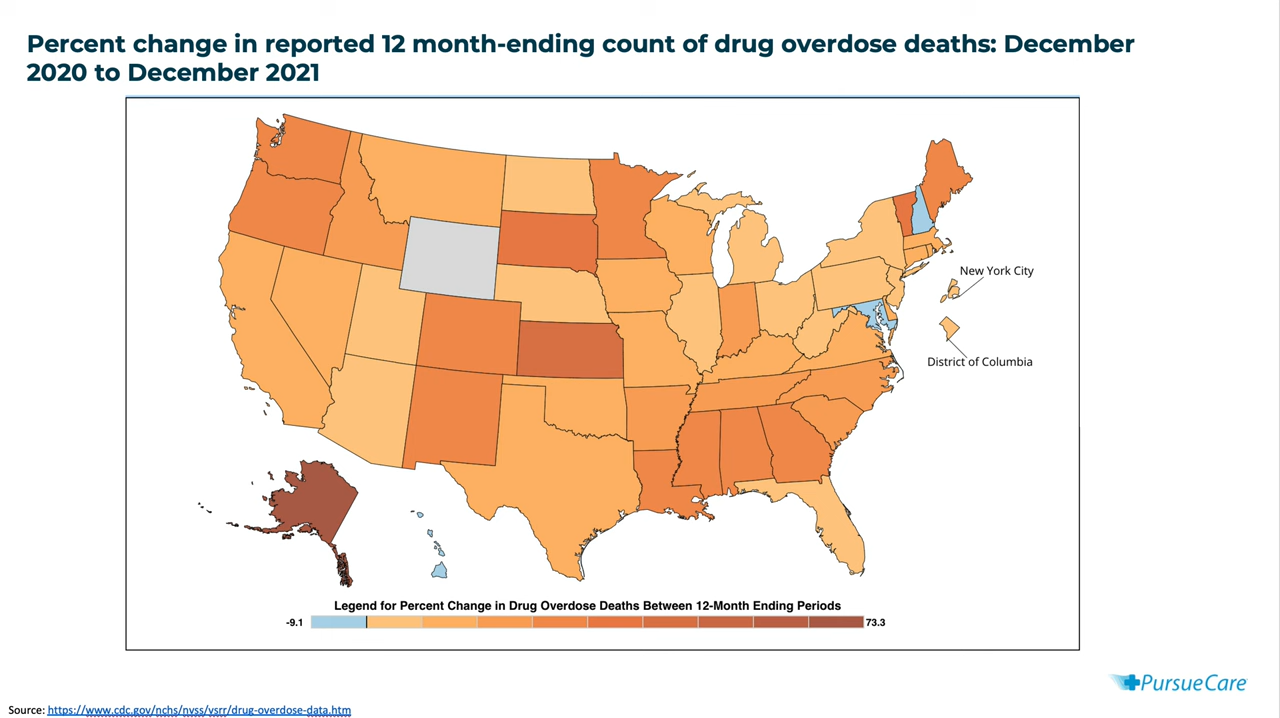 Percent change in reported 12 month-ending count of drug overdose deaths: December
2020 to December 2021
New York City
District of Columbia
Legend for Percent Change in Drug Overdose Deaths Between 12-Month Ending Periods
-9.1
73.3
PursueCare
Source: https://www.cdc.gov/nchs/nvss/vsrr/drug-overdose-data.htm